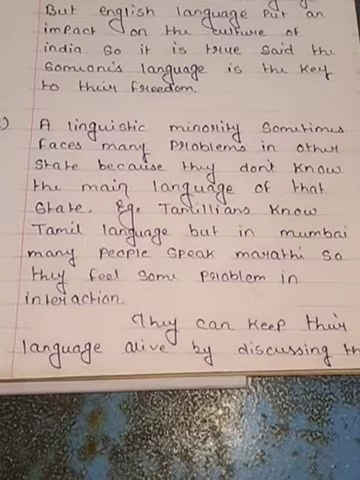 But english language put an
impact on the culture of
india. So it is true said the
Someoni's language is the key
to their freedom.
) A linguistic minority Sometimes
faces many problems in other
State because they don't know
the main language of that
State. Eg. Tamillians know
Tamil language but in mumbai
many people speak marathi so
they feel some problem in
interaction.
They can keep their
language alive by discussing th